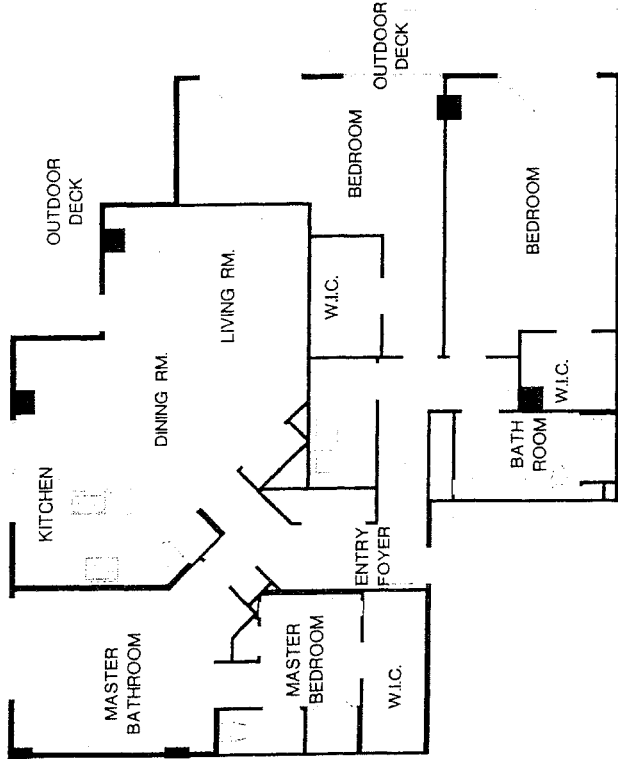 OUTDOOR
DECK
KITCHEN
DINING RM.
LIVING RM.
BEDROOM
OUTDOOR
DECK
W.I.C.
MASTER
BATHROOM
MASTER
BEDROOM
W.I.C.
ENTRY
FOYER
BATH
ROOM
W.I.C.
BEDROOM